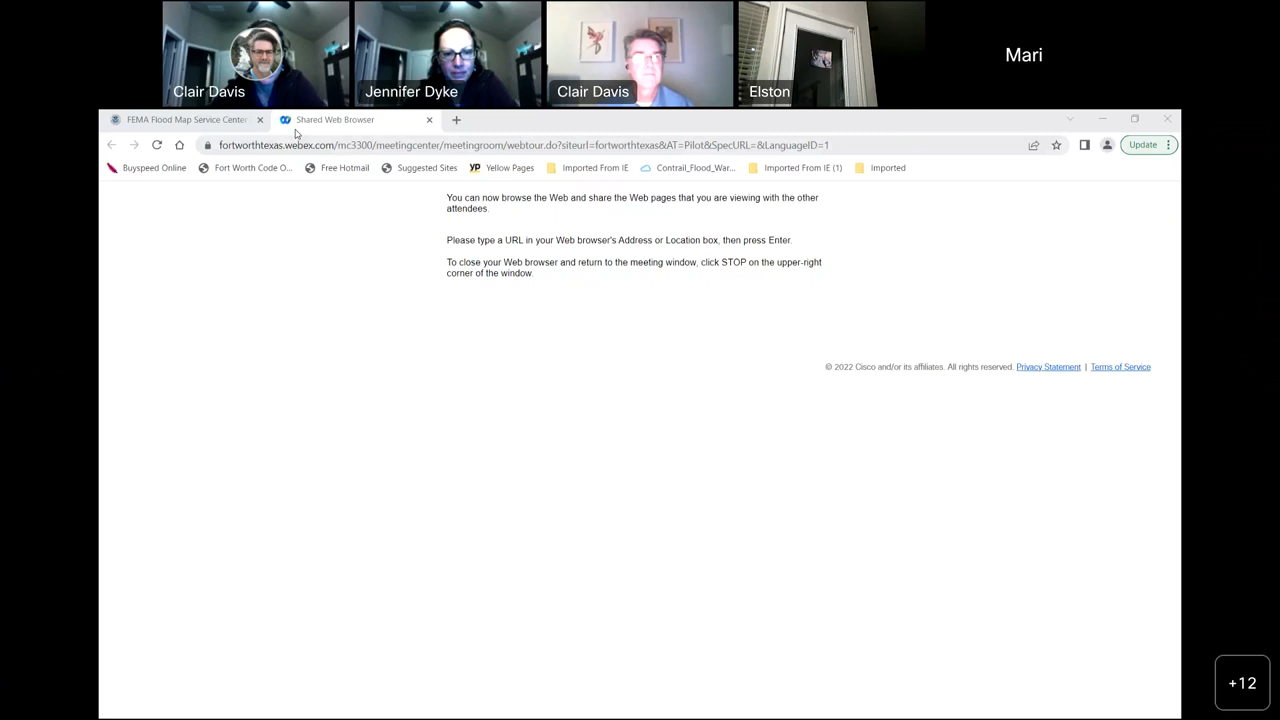 Clair Davis
Jennifer Dyke
Clair Davis
Elston
Mari
FEMA Flood Map Service Center
Shared Web Browser
fortworthtexas.webex.com/mc3300/meetingcenter/meetingroom/webtour.do?siteurl=fortworthtexas&AT=Pilot&SpecURL=&LanguageID=1
Update
Buyspeed Online
Fort Worth Code O...
Free Hotmail
Suggested Sites
YP Yellow Pages
Imported From IE
Contrail_Flood_War...
Imported From IE (1)
Imported
You can now browse the Web and share the Web pages that you are viewing with the other
attendees.
Please type a URL in your Web browser's Address or Location box, then press Enter.
To close your Web browser and return to the meeting window, click STOP on the upper-right
corner of the window.
© 2022 Cisco and/or its affiliates. All rights reserved. Privacy Statement | Terms of Service
+12